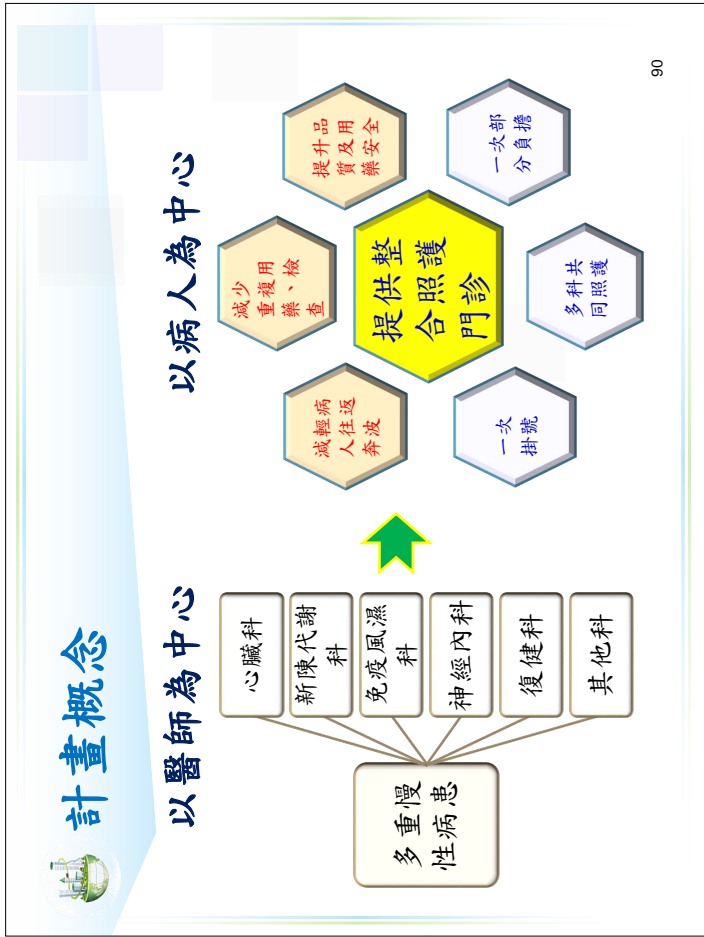 計畫概念
以醫師為中心
多重慢
性病患
心臟科
新陳代謝
科
免疫風濕
科
神經內科
復健科
其他科
以病人為中心
減輕病
人往返
奔波
減少
重複用
藥、檢
查
提升品
質及用
藥安全
提供整
合照護
門診
一次
掛號
多科共
同照護
一次部
分負擔
90